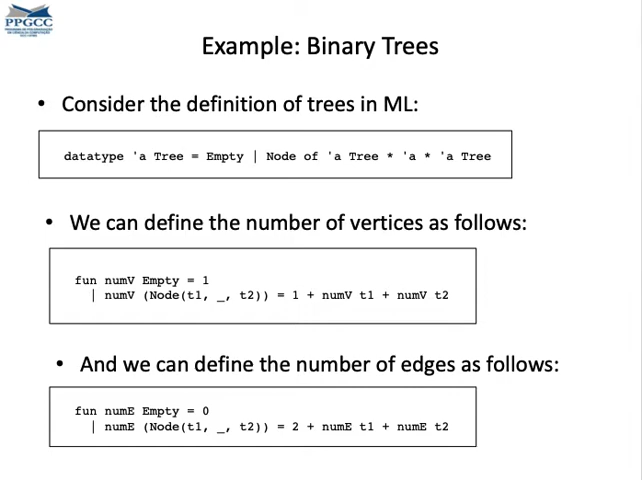 PPGCC
Example: Binary Trees
• Consider the definition of trees in ML:
datatype 'a Tree = Empty | Node of 'a Tree * 'a * 'a Tree
• We can define the number of vertices as follows:
fun numV Empty = 1
| numV (Node(t1, _, t2)) = 1 + numV t1 + numV t2
• And we can define the number of edges as follows:
fun numE Empty = 0
| numE (Node(t1, _, t2)) = 2 + numE t1 + numE t2